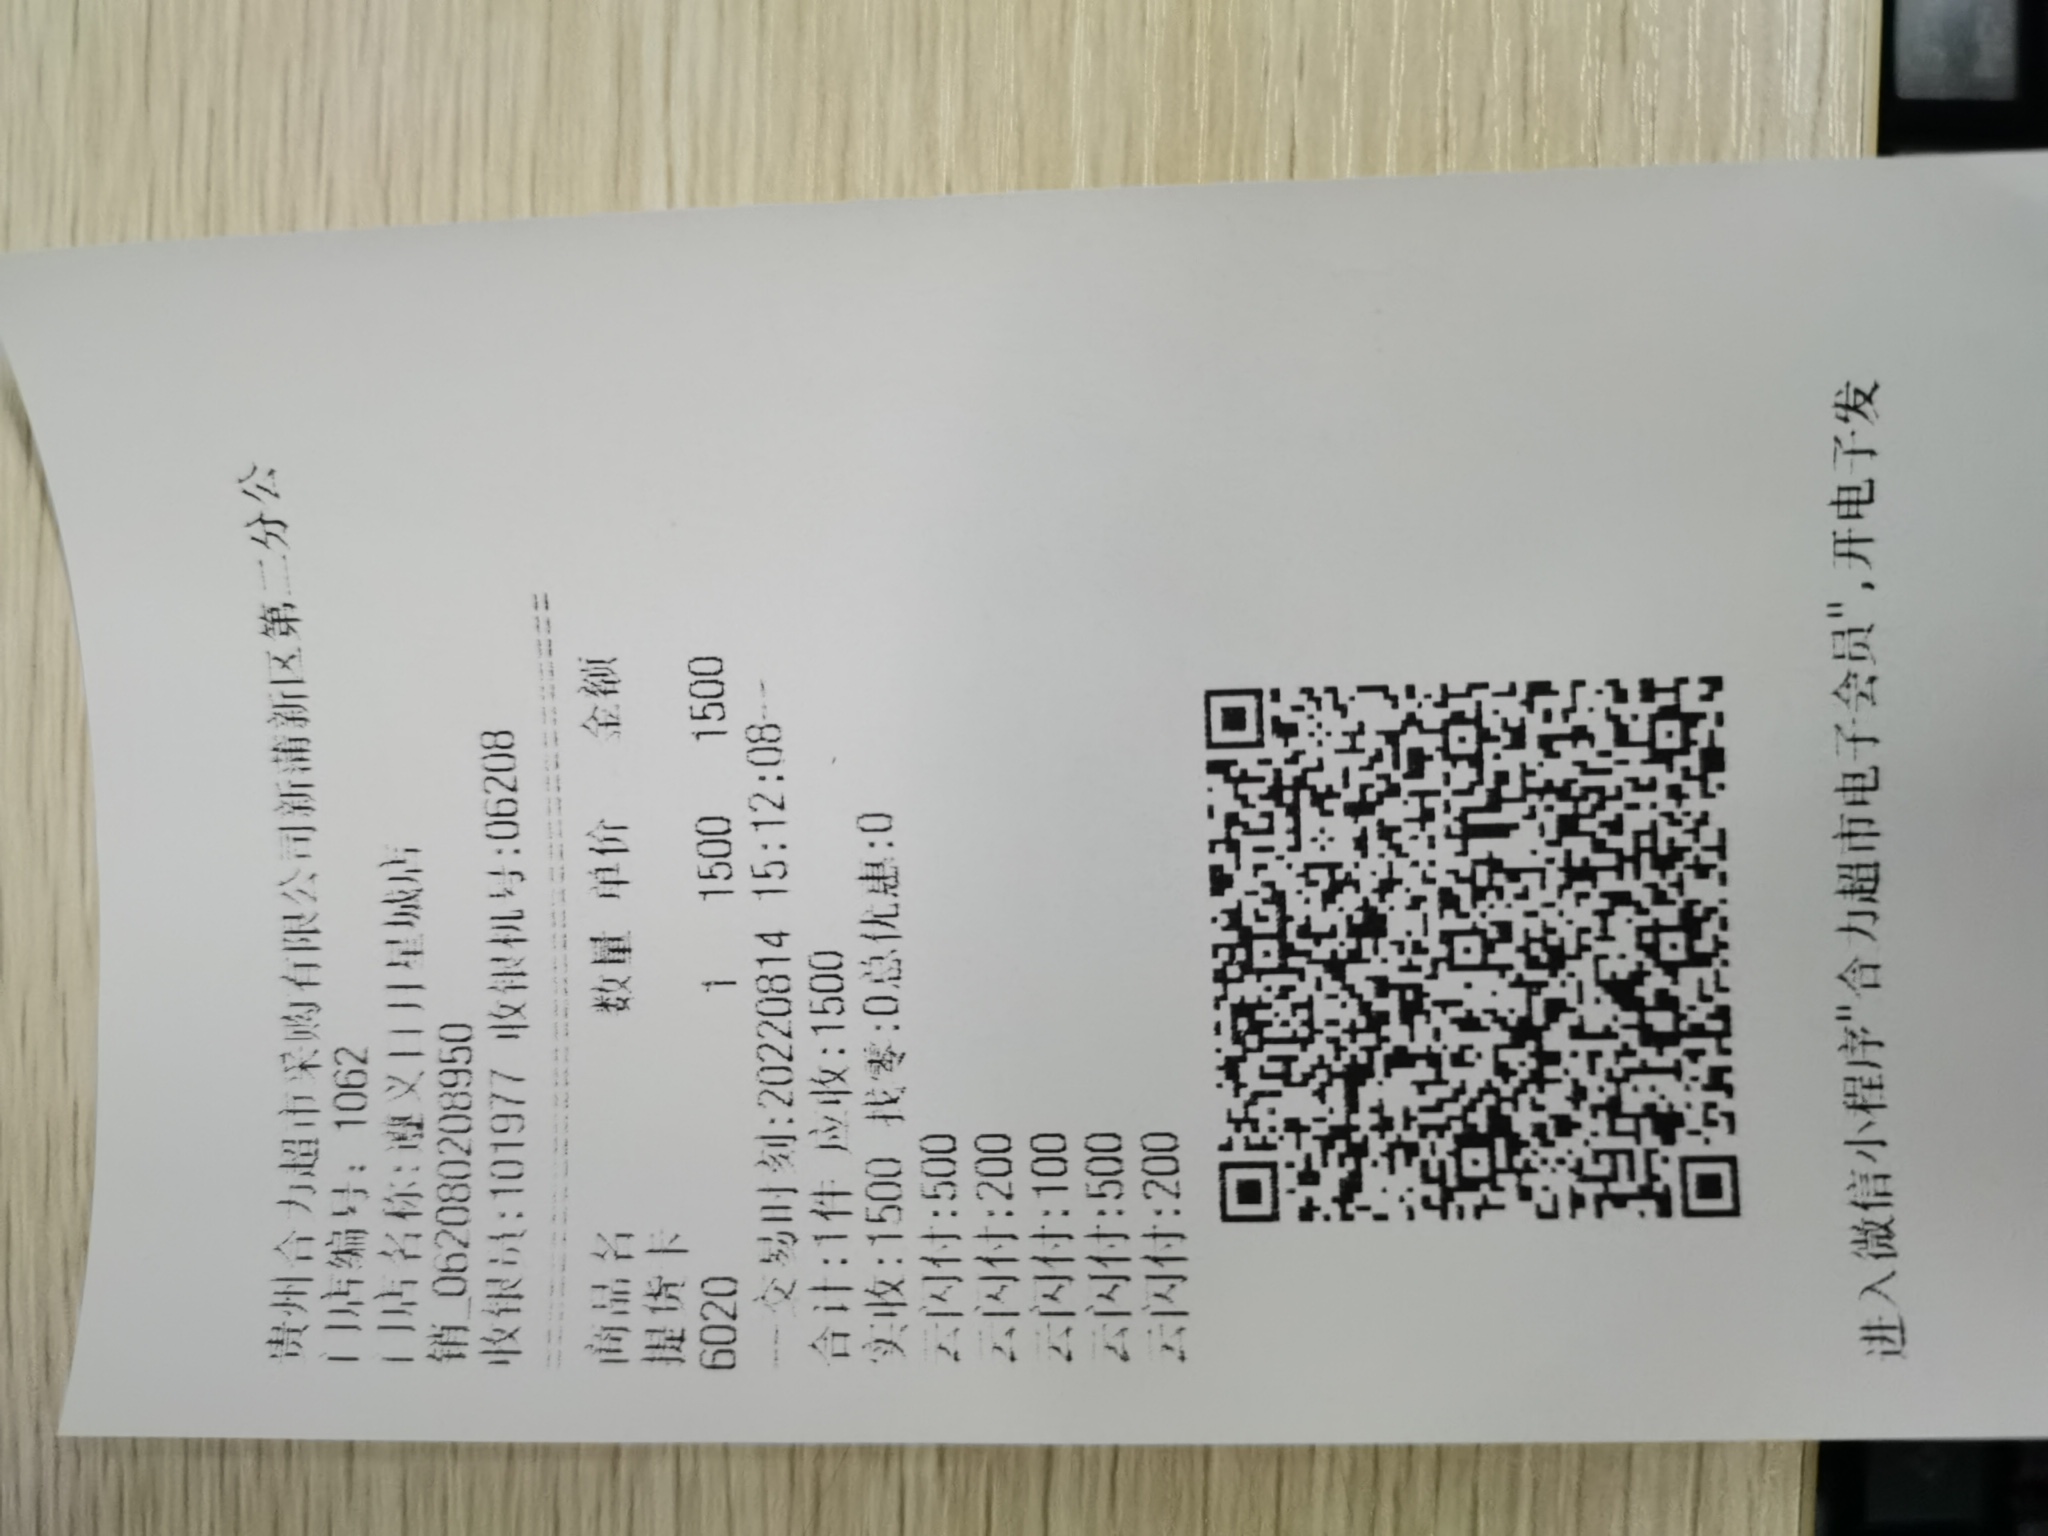 贵州合力超市采购有限公司新蒲新区第二分公
门店编号: 1062
门店名称:遵义日月星城店
销_06208020208950
收银员:101977 收银机号:06208
==========================
商品名 数量 单价 金额
提货卡
6020 1 1500 1500
---交易时刻:20220814 15:12:08---
合计:1件 应收:1500
实收:1500 找零:0总优惠:0
云闪付:500
云闪付:200
云闪付:100
云闪付:500
云闪付:200
进入微信小程序"合力超市电子会员",开电子发